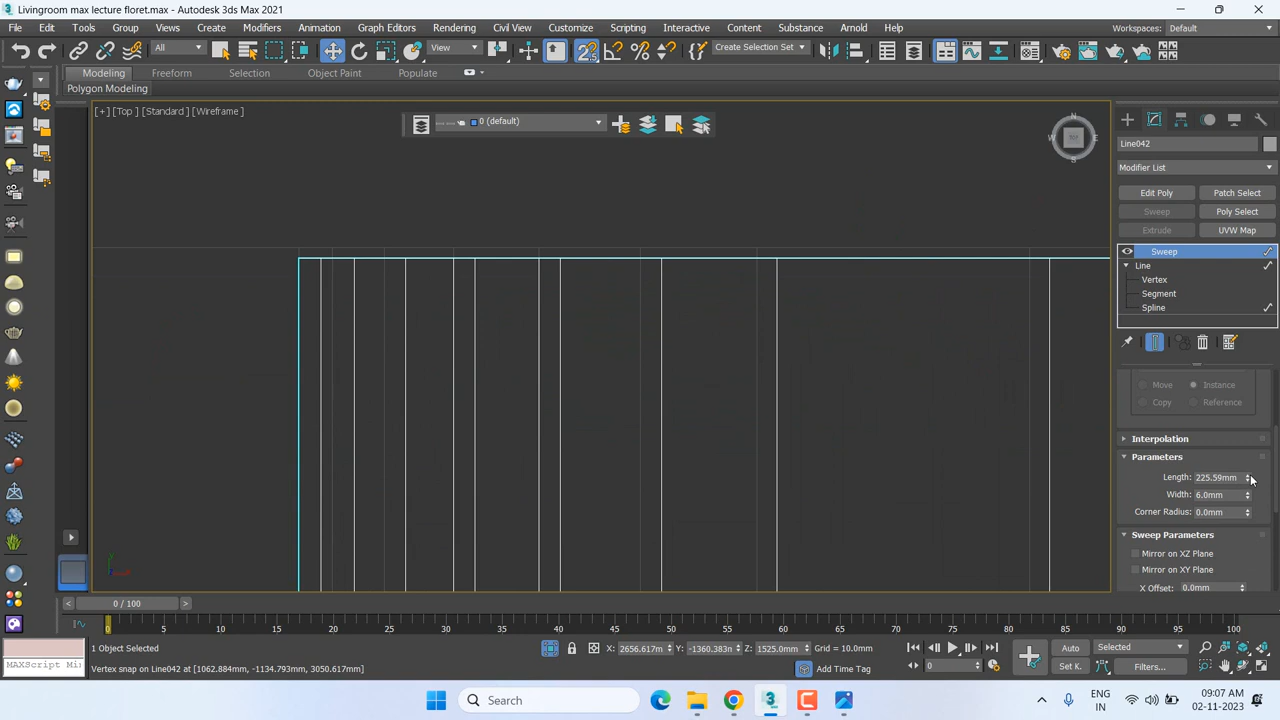 Livingroom max lecture floret.max - Autodesk 3ds Max 2021
File Edit Tools Group Views Create Modifiers Animation Graph Editors Rendering Civil View Customize Scripting Interactive Content Substance Arnold Help
Workspaces: Default
All View Create Selection Set
Modeling Freeform Selection Object Paint Populate
Polygon Modeling
[+] [Top ] [Standard ] [Wireframe ]
0 (default)
W E S
Line042
Modifier List
Edit Poly Patch Select
Sweep Poly Select
Extrude UVW Map
Sweep
Line
Vertex
Segment
Spline
Move Instance
Copy Reference
Interpolation
Parameters
Length: 225.59mm
Width: 6.0mm
Corner Radius: 0.0mm
Sweep Parameters
Mirror on XZ Plane
Mirror on XY Plane
X Offset: 0.0mm
< 0 / 100 >
0 5 10 15 20 25 30 35 40 45 50 55 60 65 70 75 80 85 90 95 100
1 Object Selected
X: 2656.617m Y: -1360.383n Z: 1525.0mm Grid = 10.0mm
Auto Selected
MAXScript Mi
Vertex snap on Line042 at [1062.884mm, -1134.793mm, 3050.617mm]
Add Time Tag
0
Set K. Filters...
Search
ENG
IN
09:07 AM
02-11-2023